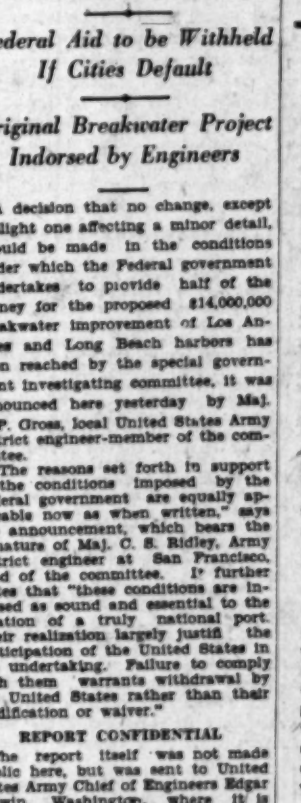 ederal Aid to be Withheld
If Cities Default
riginal Breakwater Project
Indorsed by Engineers
decision that no change, except
light one affecting a minor detail,
uld be made in the conditions
der which the Federal government
dertakes to provide half of the
ney for the proposed $14,000,000
akwater improvement of Los An-
es and Long Beach harbors has
n reached by the special govern-
nt investigating committee, it was
nounced here yesterday by Maj.
P. Gross, local United States Army
rict engineer-member of the com-
tee.
The reasons set forth in support
the conditions imposed by the
eral government are equally ap-
able now as when written," says
announcement, which bears the
nature of Maj. C. S. Ridley, Army
rict engineer at San Francisco,
d of the committee. It further
es that "these conditions are in-
sed as sound and essential to the
ation of a truly national port.
eir realization largely justifi the
ticipation of the United States in
undertaking. Failure to comply
h them warrants withdrawal by
United States rather than their
dification or waiver."
REPORT CONFIDENTIAL
he report itself was not made
lic here, but was sent to United
tes Army Chief of Engineers Edgar
win, Washington, where it is